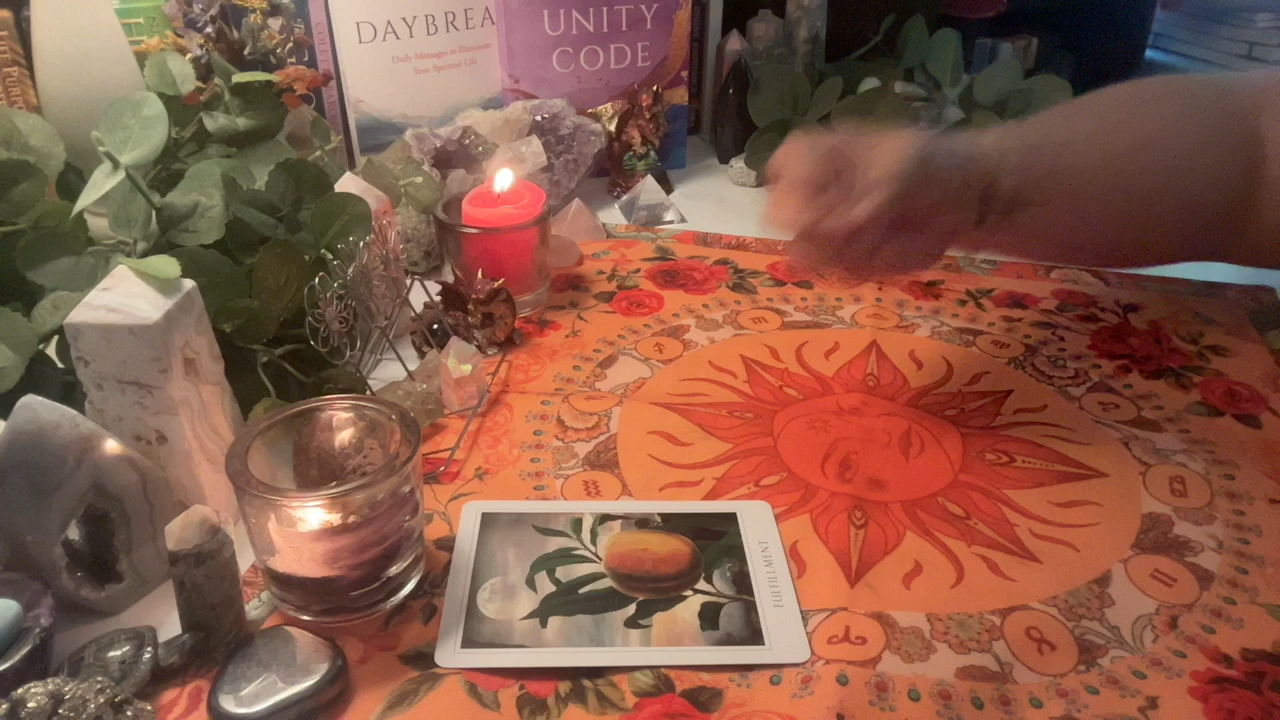 DAYBREA
Daily Messages to Illuminate
Your Spiritual Life
UNITY
CODE
FULFILLMENT